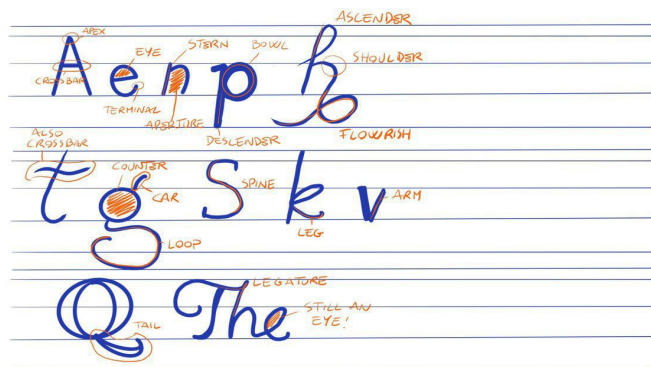 ASCENDER
APEX
STERN
BOWL
EYE
SHOULDER
CROSSBAR
A e n p h
TERMINAL
APERTURE
DESCENDER
FLOURISH
ALSO
CROSSBAR
COUNTER
SPINE
CAR
ARM
t g S k v
LEG
LOOP
LEGATURE
STILL AN
EYE!
Q The
TAIL